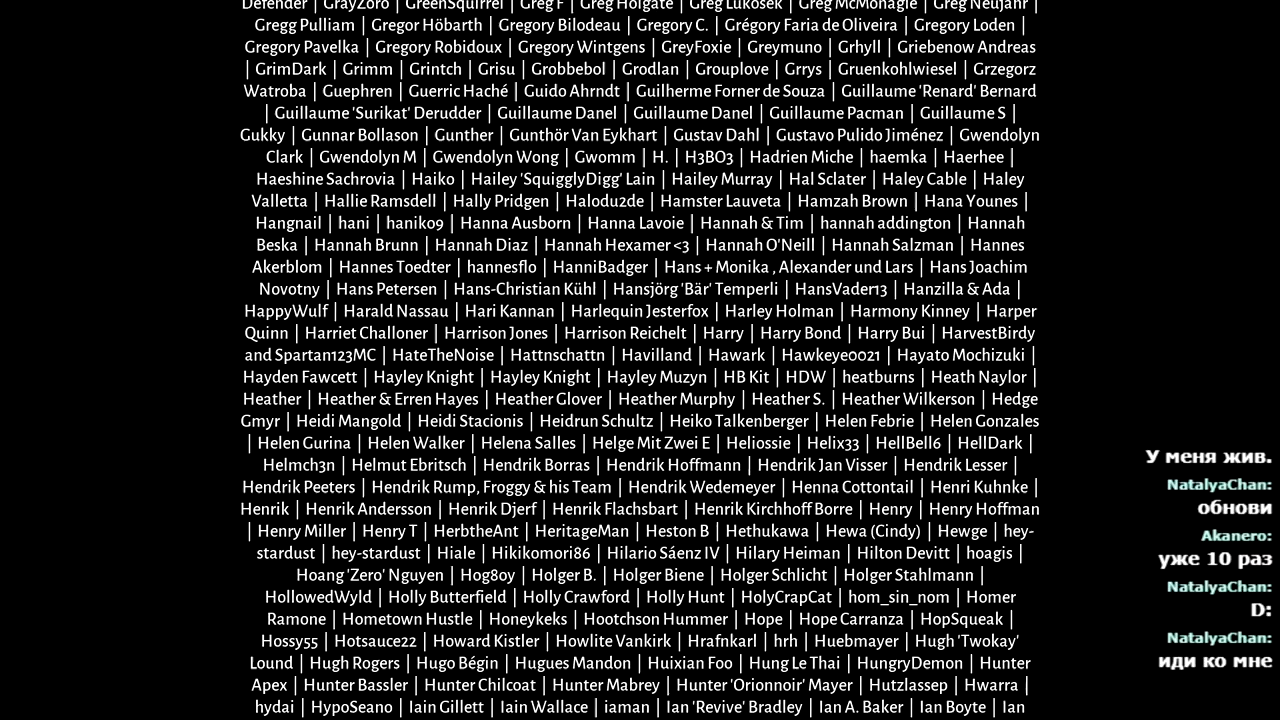 Defender | GrayZoro | GreenSquirrel | Greg F | Greg Holgate | Greg Lukosek | Greg McMonagle | Greg Neujahr |
Gregg Pulliam | Gregor Höbarth | Gregory Bilodeau | Gregory C. | Grégory Faria de Oliveira | Gregory Loden |
Gregory Pavelka | Gregory Robidoux | Gregory Wintgens | GreyFoxie | Greymuno | Grhyll | Griebenow Andreas
| GrimDark | Grimm | Grintch | Grisu | Grobbebol | Grodlan | Grouplove | Grrys | Gruenkohlwiesel | Grzegorz
Watroba | Guephren | Guerric Haché | Guido Ahrndt | Guilherme Forner de Souza | Guillaume 'Renard' Bernard
| Guillaume 'Surikat' Derudder | Guillaume Danel | Guillaume Danel | Guillaume Pacman | Guillaume S |
Gukky | Gunnar Bollason | Gunther | Gunthör Van Eykhart | Gustav Dahl | Gustavo Pulido Jiménez | Gwendolyn
Clark | Gwendolyn M | Gwendolyn Wong | Gwomm | H. | H3BO3 | Hadrien Miche | haemka | Haerhee |
Haeshine Sachrovia | Haiko | Hailey 'SquigglyDigg' Lain | Hailey Murray | Hal Sclater | Haley Cable | Haley
Valletta | Hallie Ramsdell | Hally Pridgen | Halodu2de | Hamster Lauveta | Hamzah Brown | Hana Younes |
Hangnail | hani | haniko9 | Hanna Ausborn | Hanna Lavoie | Hannah & Tim | hannah addington | Hannah
Beska | Hannah Brunn | Hannah Diaz | Hannah Hexamer <3 | Hannah O'Neill | Hannah Salzman | Hannes
Akerblom | Hannes Toedter | hannesflo | HanniBadger | Hans + Monika , Alexander und Lars | Hans Joachim
Novotny | Hans Petersen | Hans-Christian Kühl | Hansjörg 'Bär' Temperli | HansVader13 | Hanzilla & Ada |
HappyWulf | Harald Nassau | Hari Kannan | Harlequin Jesterfox | Harley Holman | Harmony Kinney | Harper
Quinn | Harriet Challoner | Harrison Jones | Harrison Reichelt | Harry | Harry Bond | Harry Bui | HarvestBirdy
and Spartan123MC | HateTheNoise | Hattnschattn | Havilland | Hawark | Hawkeye0021 | Hayato Mochizuki |
Hayden Fawcett | Hayley Knight | Hayley Knight | Hayley Muzyn | HB Kit | HDW | heatburns | Heath Naylor |
Heather | Heather & Erren Hayes | Heather Glover | Heather Murphy | Heather S. | Heather Wilkerson | Hedge
Gmyr | Heidi Mangold | Heidi Stacionis | Heidrun Schultz | Heiko Talkenberger | Helen Febrie | Helen Gonzales
| Helen Gurina | Helen Walker | Helena Salles | Helge Mit Zwei E | Heliossie | Helix33 | HellBell6 | HellDark |
Helmch3n | Helmut Ebritsch | Hendrik Borras | Hendrik Hoffmann | Hendrik Jan Visser | Hendrik Lesser |
Hendrik Peeters | Hendrik Rump, Froggy & his Team | Hendrik Wedemeyer | Henna Cottontail | Henri Kuhnke |
Henrik | Henrik Andersson | Henrik Djerf | Henrik Flachsbart | Henrik Kirchhoff Borre | Henry | Henry Hoffman
| Henry Miller | Henry T | HerbtheAnt | HeritageMan | Heston B | Hethukawa | Hewa (Cindy) | Hewge | hey-
stardust | hey-stardust | Hiale | Hikikomori86 | Hilario Sáenz IV | Hilary Heiman | Hilton Devitt | hoagis |
Hoang 'Zero' Nguyen | Hog80y | Holger B. | Holger Biene | Holger Schlicht | Holger Stahlmann |
HollowedWyld | Holly Butterfield | Holly Crawford | Holly Hunt | HolyCrapCat | hom_sin_nom | Homer
Ramone | Hometown Hustle | Honeykeks | Hootchson Hummer | Hope | Hope Carranza | HopSqueak |
Hossy55 | Hotsauce22 | Howard Kistler | Howlite Vankirk | Hrafnkarl | hrh | Huebmayer | Hugh 'Twokay'
Lound | Hugh Rogers | Hugo Bégin | Hugues Mandon | Huixian Foo | Hung Le Thai | HungryDemon | Hunter
Apex | Hunter Bassler | Hunter Chilcoat | Hunter Mabrey | Hunter 'Orionnoir' Mayer | Hutzlassep | Hwarra |
hydai | HypoSeano | Iain Gillett | Iain Wallace | iaman | Ian 'Revive' Bradley | Ian A. Baker | Ian Boyte | Ian
У меня жив.
NatalyaChan:
обнови
Akanero:
уже 10 раз
NatalyaChan:
D:
NatalyaChan:
иди ко мне